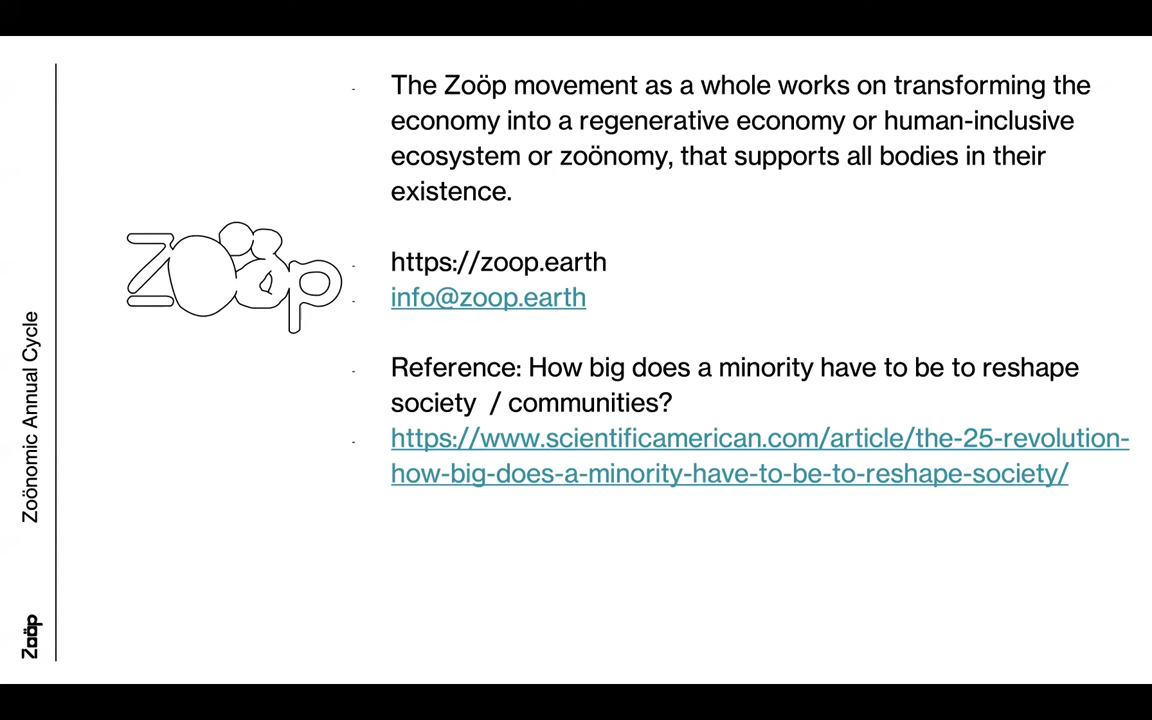 The Zoöp movement as a whole works on transforming the
economy into a regenerative economy or human-inclusive
ecosystem or zoönomy, that supports all bodies in their
existence.
zoöp
https://zoop.earth
info@zoop.earth
Reference: How big does a minority have to be to reshape
society / communities?
https://www.scientificamerican.com/article/the-25-revolution-
how-big-does-a-minority-have-to-be-to-reshape-society/
Zoönomic Annual Cycle
Zoöp